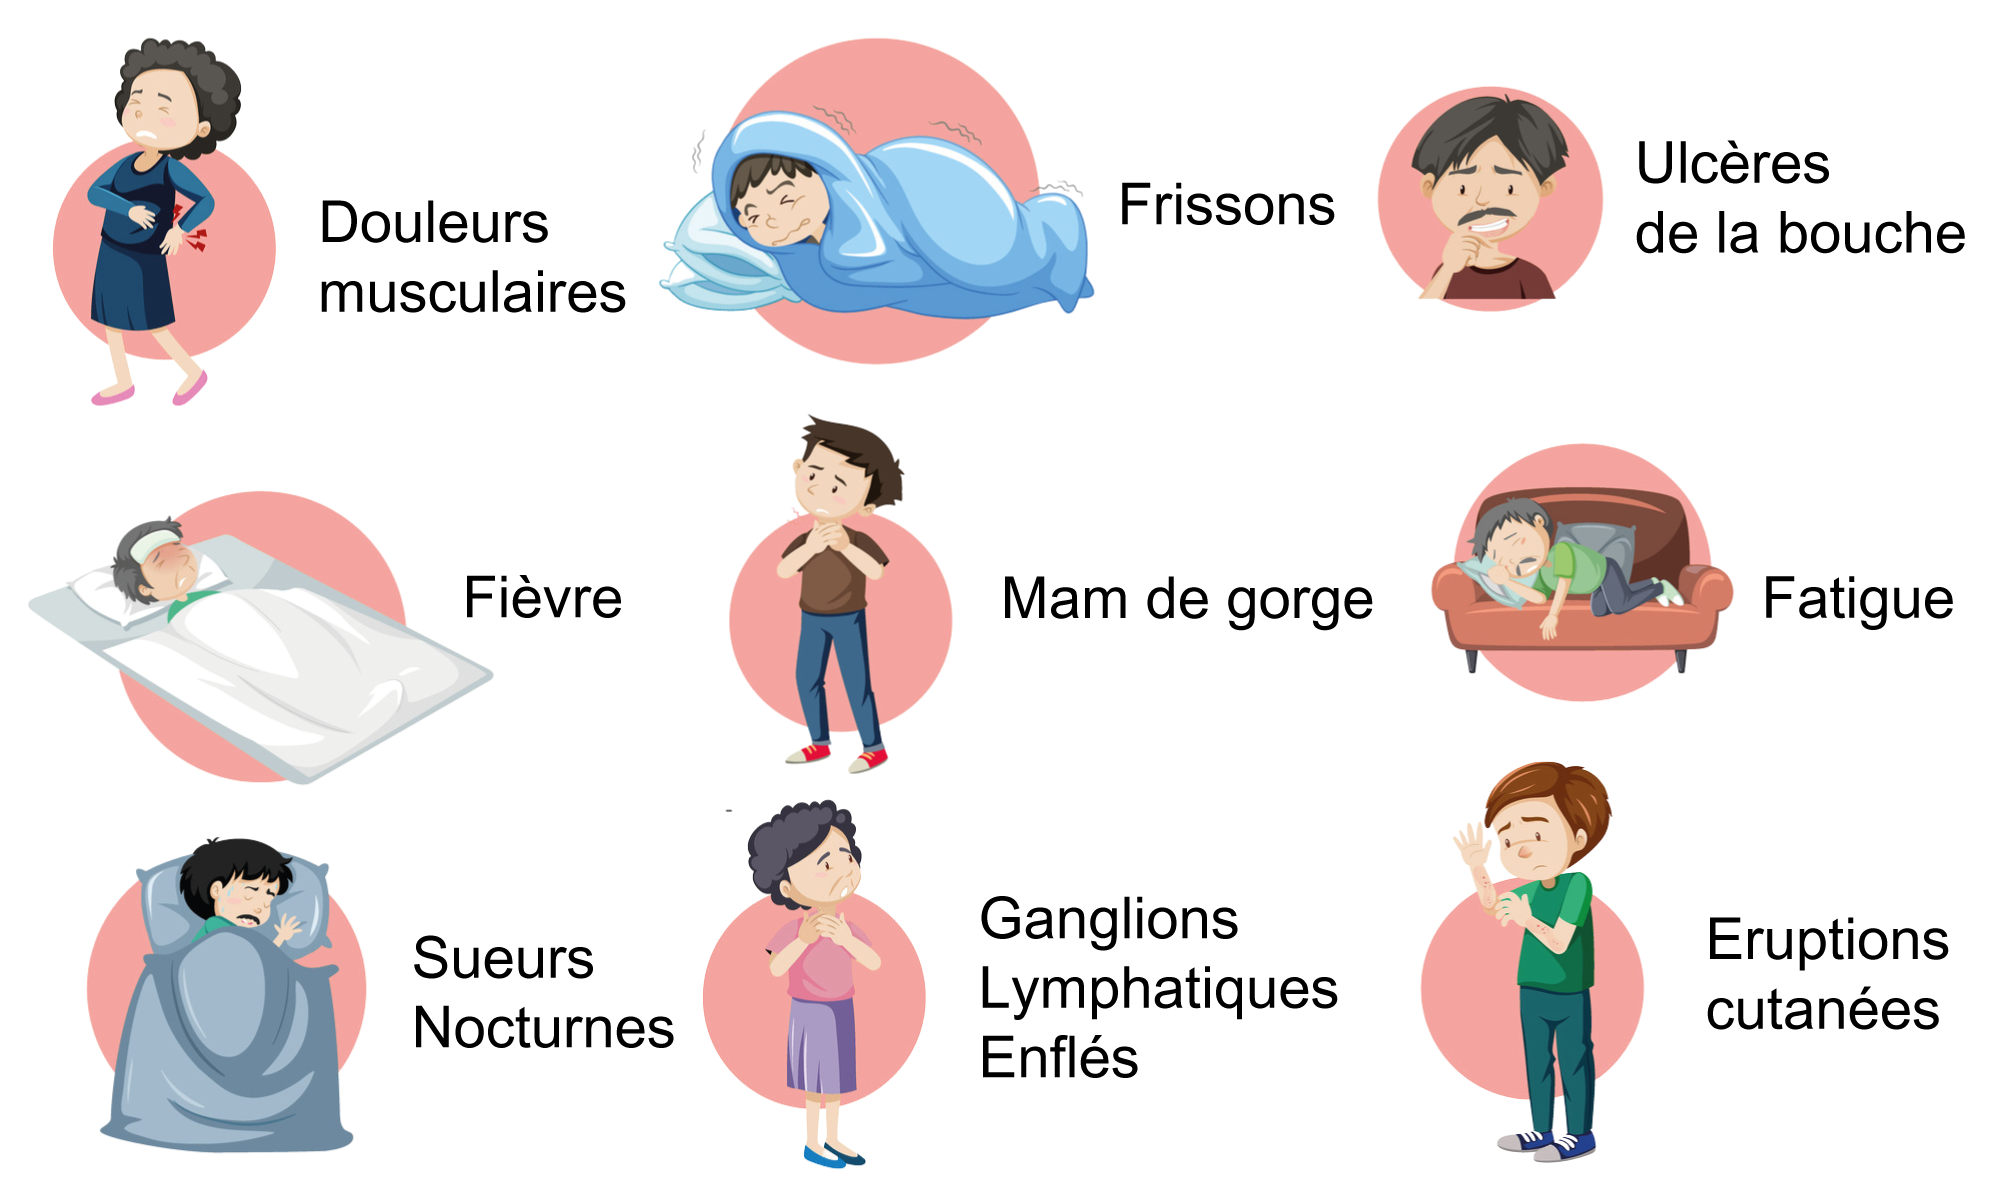 Douleurs
musculaires
Frissons
Ulcères
de la bouche
Fièvre
Mam de gorge
Fatigue
Sueurs
Nocturnes
Ganglions
Lymphatiques
Enflés
Eruptions
cutanées